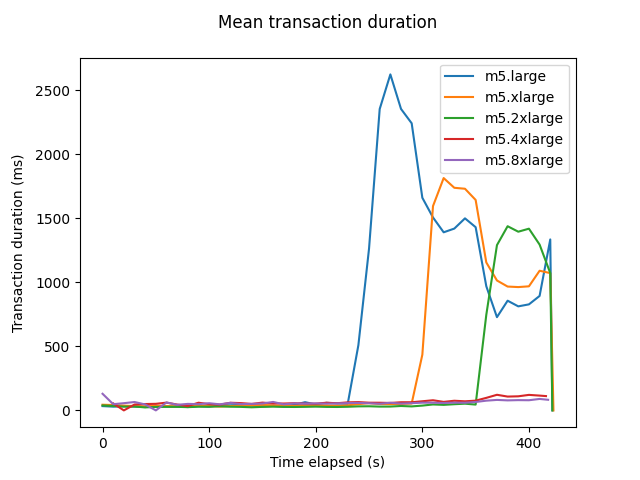 Mean transaction duration
m5.large
m5.xlarge
m5.2xlarge
m5.4xlarge
m5.8xlarge
Transaction duration (ms)
2500
2000
1500
1000
500
0
0 100 200 300 400
Time elapsed (s)